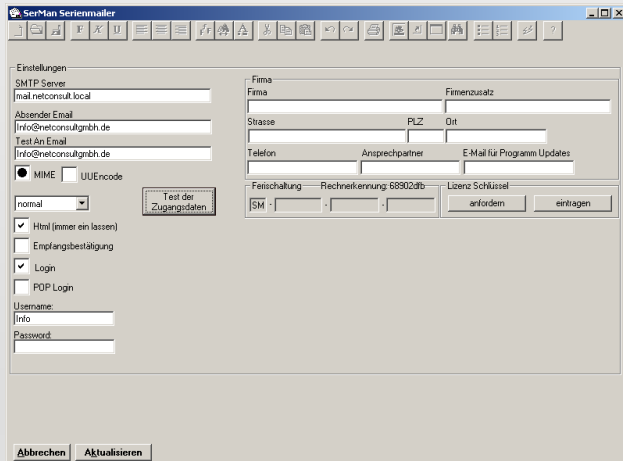 SerMan Serienmailer
F K U
?
Einstellungen
SMTP Server
mail.netconsult.local
Absender Email
Info@netconsultgmbh.de
Test An Email
Info@netconsultgmbh.de
MIME UUEncode
normal
Test der
Zugangsdaten
Html (immer ein lassen)
Empfangsbestätigung
Login
POP Login
Username:
Info
Password:
Firma
Firma Firmenzusatz
Strasse PLZ Ort
Telefon Ansprechpartner E-Mail für Programm Updates
Ferischaltung Rechnerkennung: 68902dfb
SM - - -
Lizenz Schlüssel
anfordern eintragen
Abbrechen Aktualisieren